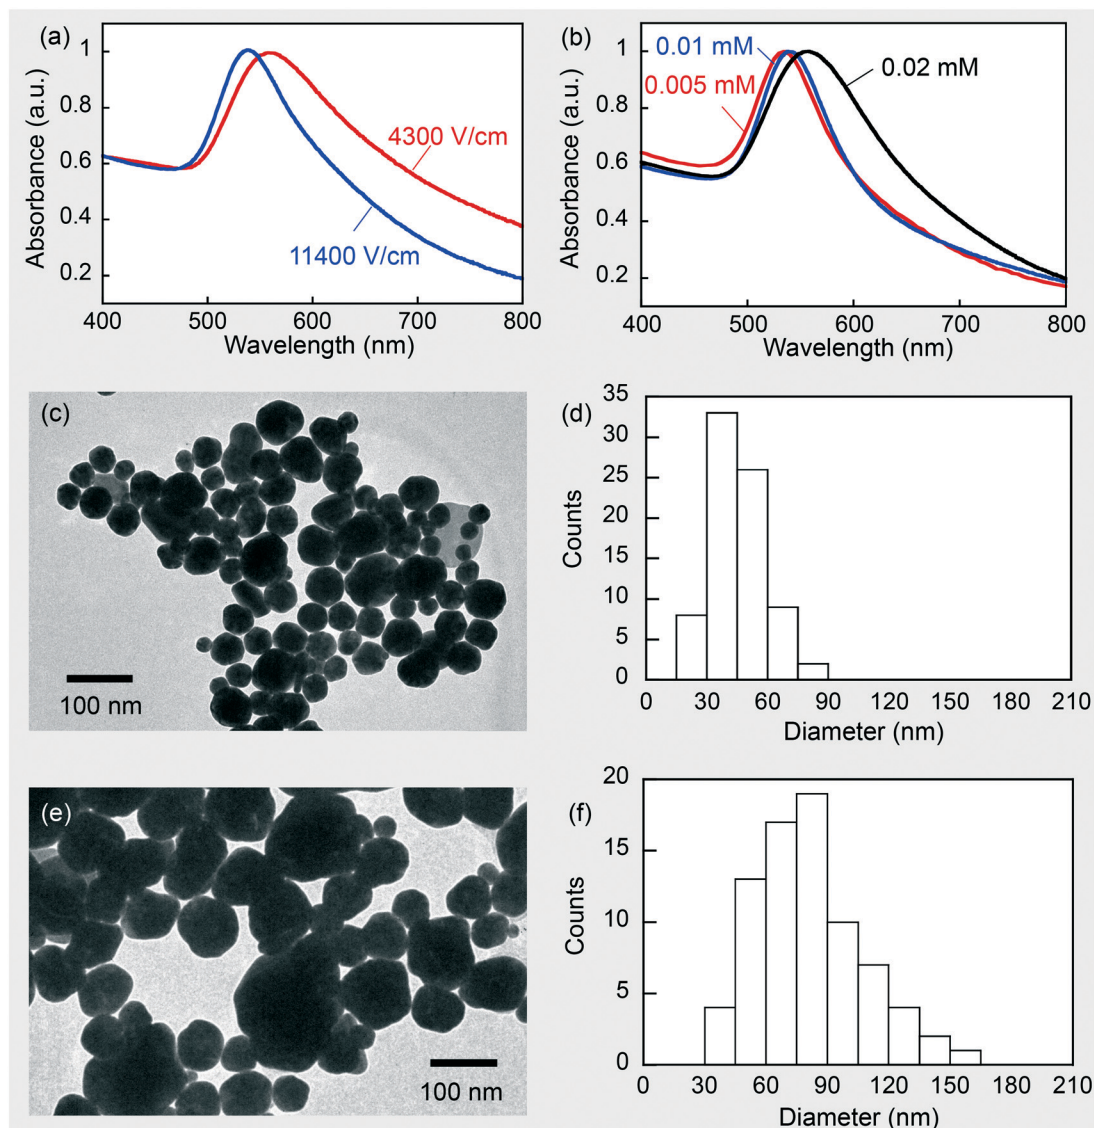 (a)
Absorbance (a.u.)
1
0.8
0.6
0.4
0.2
4300 V/cm
11400 V/cm
400 500 600 700 800
Wavelength (nm)
(b)
Absorbance (a.u.)
1
0.8
0.6
0.4
0.2
0.01 mM
0.005 mM
0.02 mM
400 500 600 700 800
Wavelength (nm)
(c)
100 nm
(d)
Counts
35
30
25
20
15
10
5
0
0 30 60 90 120 150 180 210
Diameter (nm)
(e)
100 nm
(f)
Counts
20
15
10
5
0
0 30 60 90 120 150 180 210
Diameter (nm)